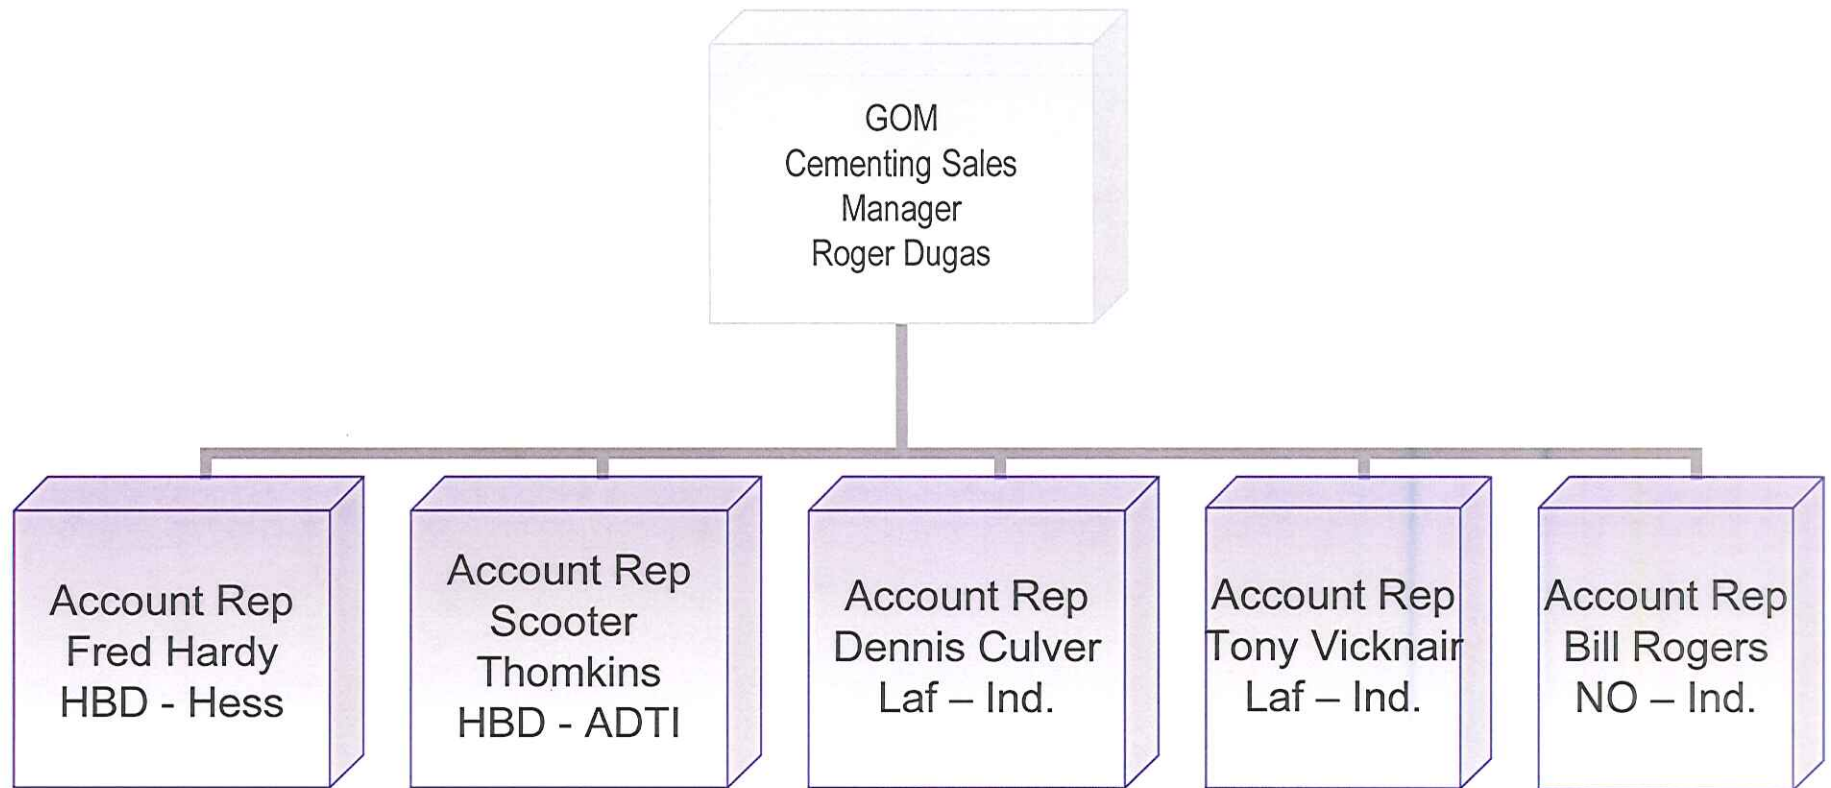 GOM
Cementing Sales
Manager
Roger Dugas
Account Rep
Fred Hardy
HBD - Hess
Account Rep
Scooter
Thomkins
HBD - ADTI
Account Rep
Dennis Culver
Laf – Ind.
Account Rep
Tony Vicknair
Laf – Ind.
Account Rep
Bill Rogers
NO – Ind.